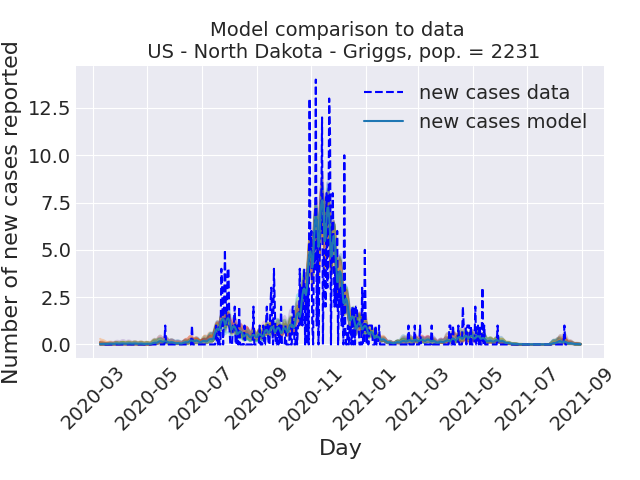 Model comparison to data
US - North Dakota - Griggs, pop. = 2231
Number of new cases reported
12.5
10.0
7.5
5.0
2.5
0.0
new cases data
new cases model
2020-03
2020-05
2020-07
2020-09
2020-11
2021-01
2021-03
2021-05
2021-07
2021-09
Day